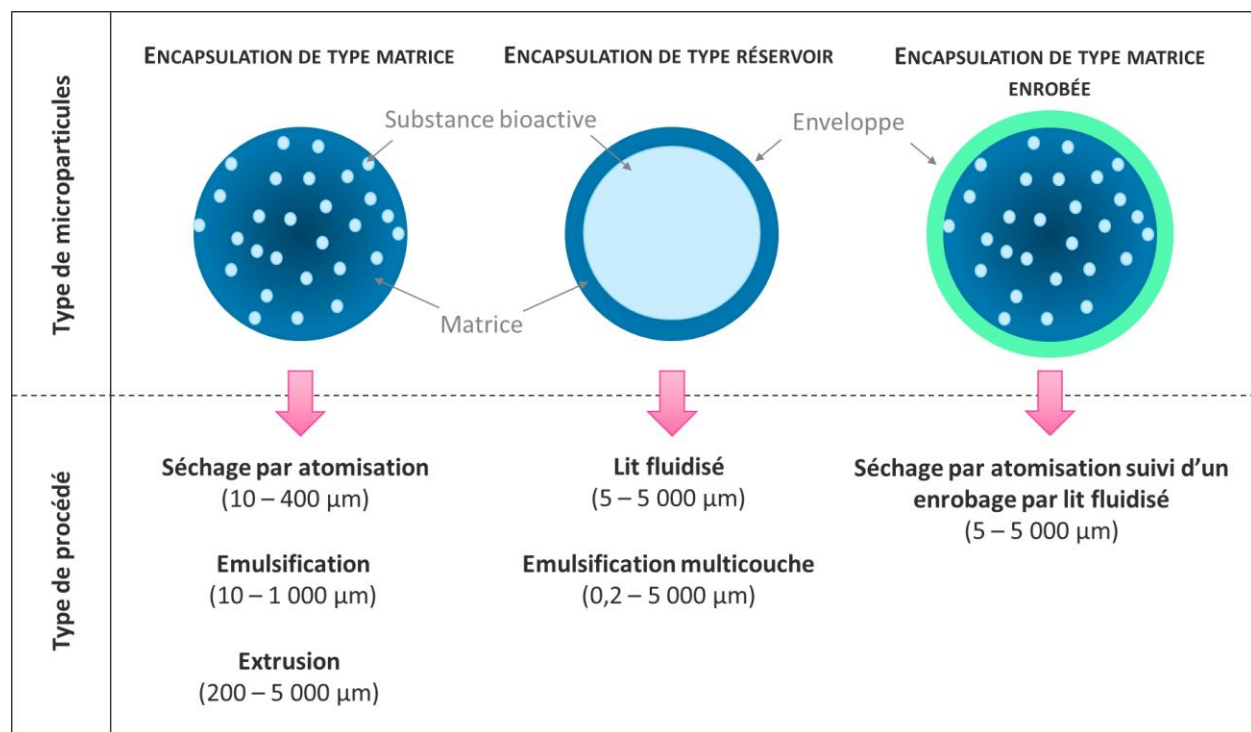 ENCAPSULATION DE TYPE MATRICE
ENCAPSULATION DE TYPE RÉSERVOIR
ENCAPSULATION DE TYPE MATRICE
ENROBÉE
Type de microparticules
Substance bioactive
Enveloppe
Matrice
Type de procédé
Séchage par atomisation
(10 – 400 µm)
Emulsification
(10 – 1 000 µm)
Extrusion
(200 – 5 000 µm)
Lit fluidisé
(5 – 5 000 µm)
Emulsification multicouche
(0,2 – 5 000 µm)
Séchage par atomisation suivi d’un
enrobage par lit fluidisé
(5 – 5 000 µm)